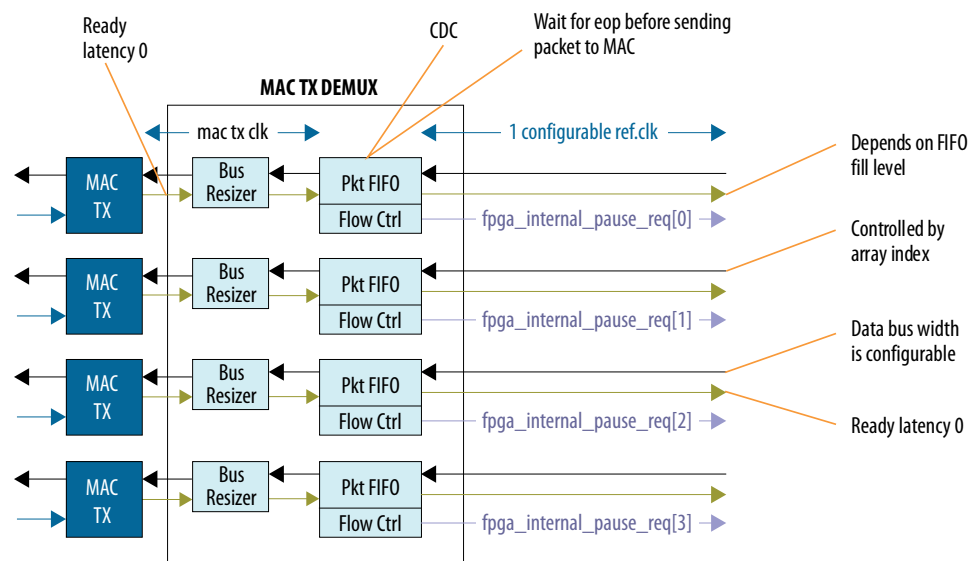 Ready
latency 0
CDC
Wait for eop before sending
packet to MAC
MAC TX DEMUX
mac tx clk
1 configurable ref.clk
Depends on FIFO
fill level
MAC
TX
Bus
Resizer
Pkt FIFO
Flow Ctrl
fpga_internal_pause_req[0]
Controlled by
array index
MAC
TX
Bus
Resizer
Pkt FIFO
Flow Ctrl
fpga_internal_pause_req[1]
Data bus width
is configurable
MAC
TX
Bus
Resizer
Pkt FIFO
Flow Ctrl
fpga_internal_pause_req[2]
Ready latency 0
MAC
TX
Bus
Resizer
Pkt FIFO
Flow Ctrl
fpga_internal_pause_req[3]